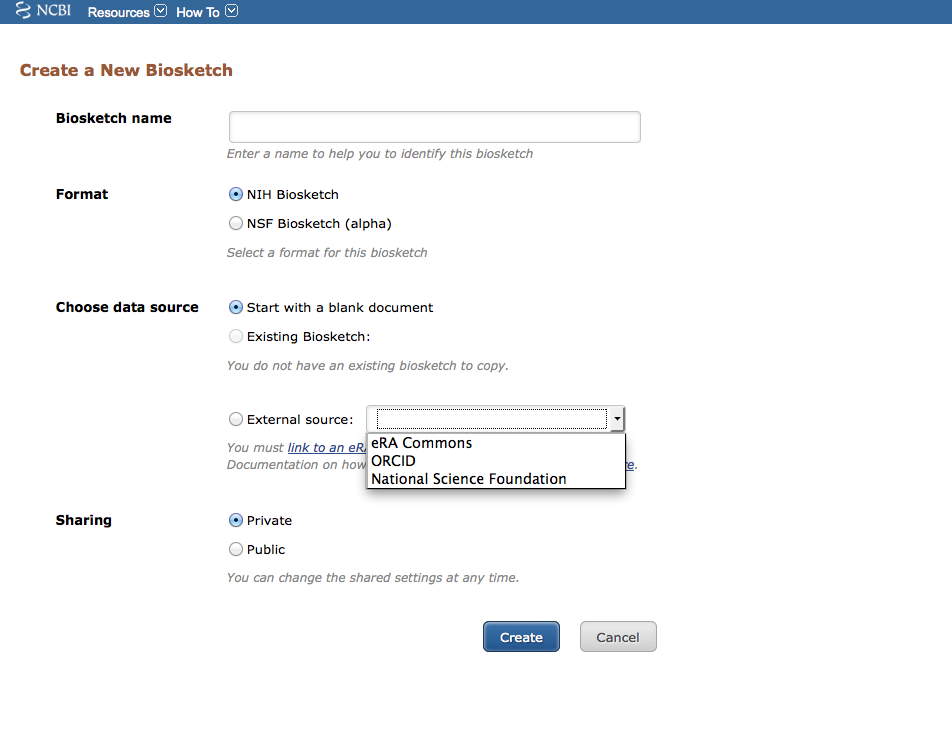 NCBI Resources How To
Create a New Biosketch
Biosketch name
Enter a name to help you to identify this biosketch
Format
NIH Biosketch
NSF Biosketch (alpha)
Select a format for this biosketch
Choose data source
Start with a blank document
Existing Biosketch:
You do not have an existing biosketch to copy.
External source:
eRA Commons
ORCID
National Science Foundation
You must link to an
Documentation on how
Sharing
Private
Public
You can change the shared settings at any time.
Create Cancel